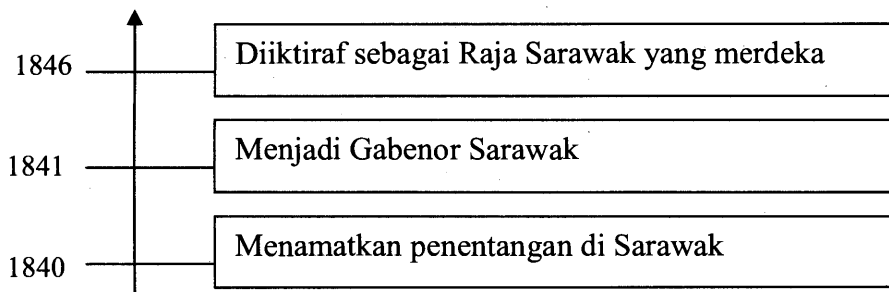 1846 Diiktiraf sebagai Raja Sarawak yang merdeka
1841 Menjadi Gabenor Sarawak
1840 Menamatkan penentangan di Sarawak